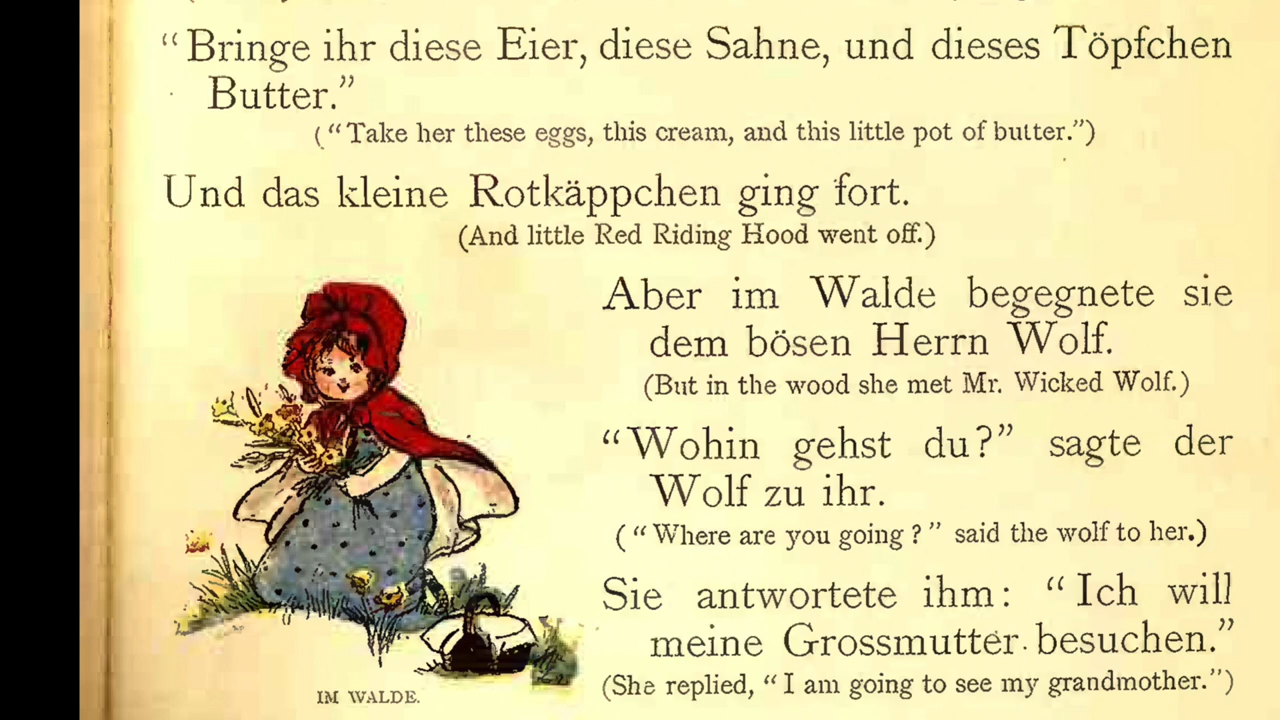 “Bringe ihr diese Eier, diese Sahne, und dieses Töpfchen
Butter.”
(“Take her these eggs, this cream, and this little pot of butter.”)
Und das kleine Rotkäppchen ging fort.
(And little Red Riding Hood went off.)
Aber im Walde begegnete sie
dem bösen Herrn Wolf.
(But in the wood she met Mr. Wicked Wolf.)
“Wohin gehst du?” sagte der
Wolf zu ihr.
(“Where are you going?” said the wolf to her.)
Sie antwortete ihm: “Ich will
meine Grossmutter besuchen.”
(She replied, “I am going to see my grandmother.”)
IM WALDE.